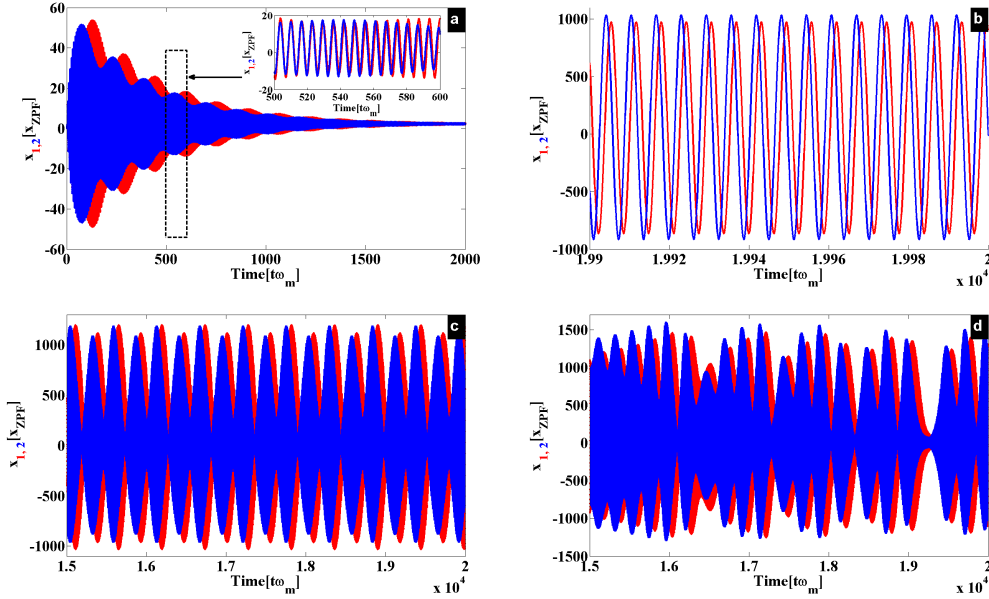 a
60
40
20
0
-20
-40
-60
0 500 1000 1500 2000
Time[tωm]
x1,2[xZPF]
20
0
-20
500 520 540 560 580 600
Time[tωm]
x1,2[xZPF]
b
1000
500
0
-500
-1000
1.99 1.992 1.994 1.996 1.998 2
x 10^4
Time[tωm]
x1,2[xZPF]
c
1000
500
0
-500
-1000
1.5 1.6 1.7 1.8 1.9 2
x 10^4
Time[tωm]
x1,2[xZPF]
d
1500
1000
500
0
-500
-1000
-1500
1.5 1.6 1.7 1.8 1.9 2
x 10^4
Time[tωm]
x1,2[xZPF]